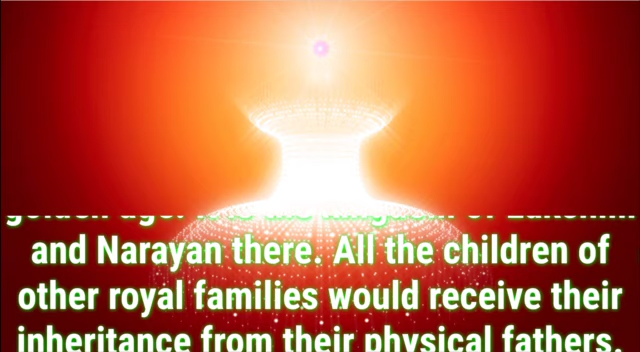 golden age. It is the kingdom of Lakshmi
and Narayan there. All the children of
other royal families would receive their
inheritance from their physical fathers.